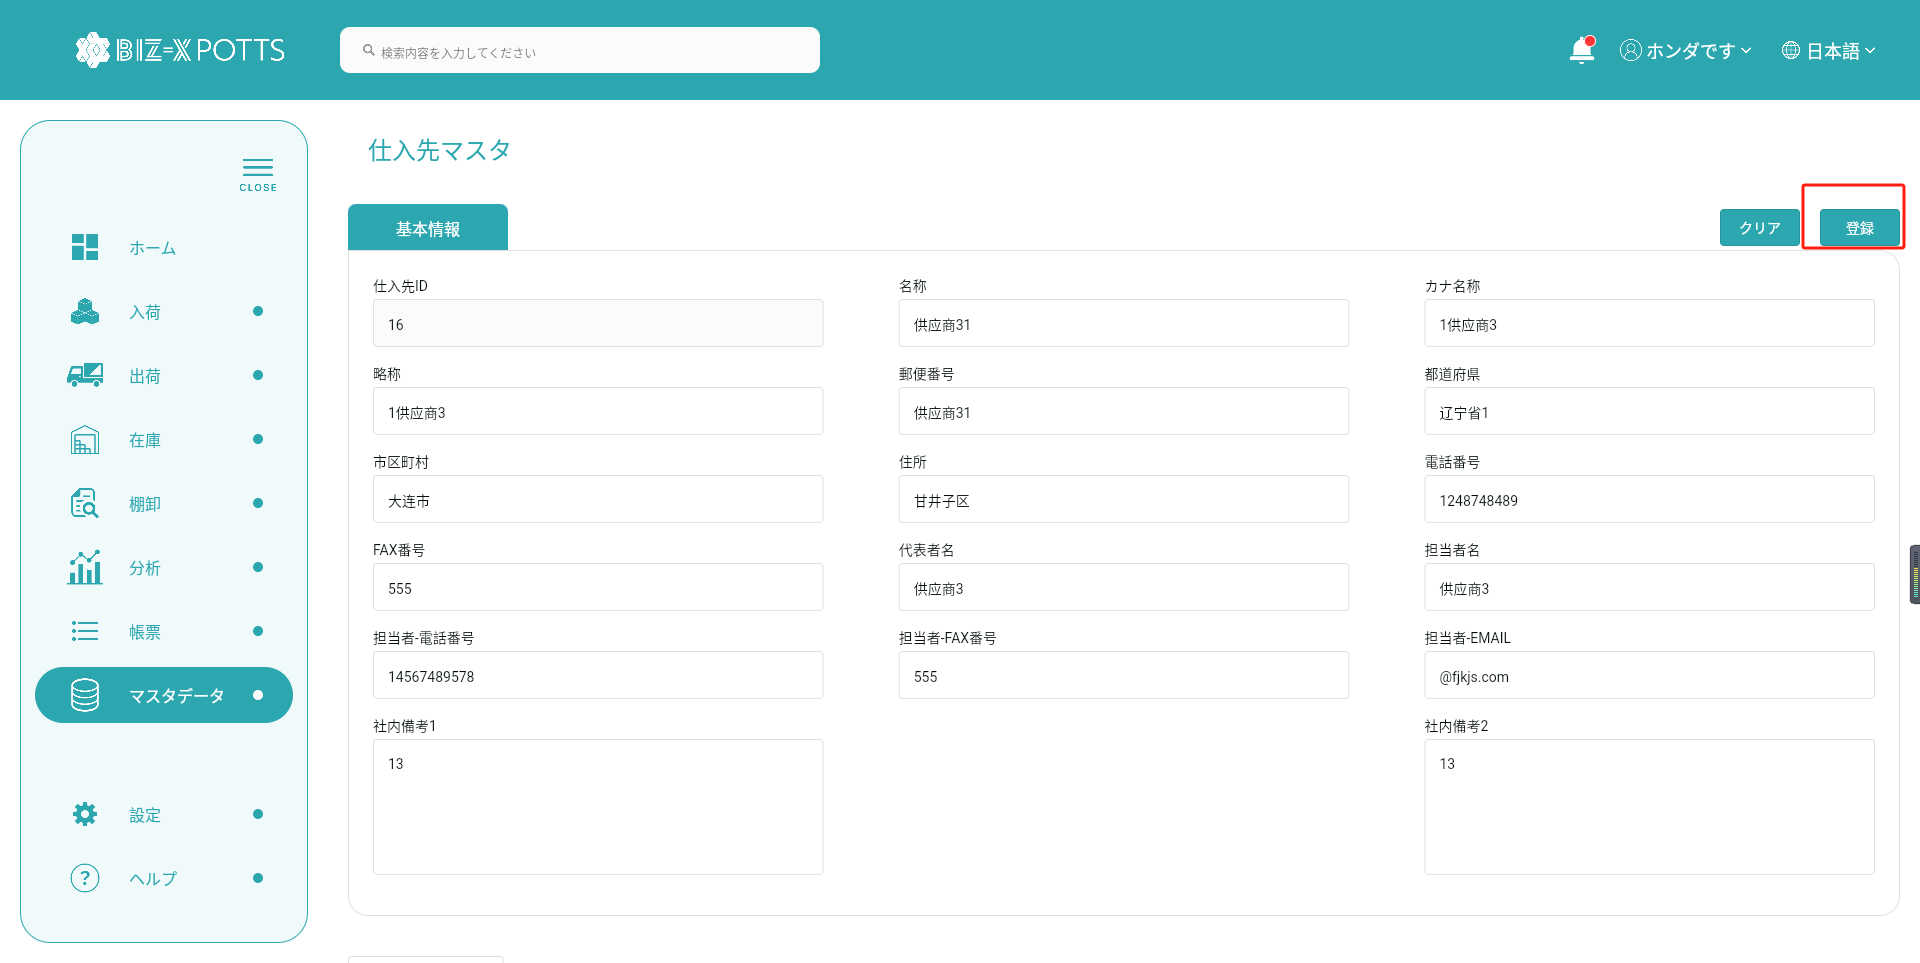 BIZ-X POTTS
検索内容を入力してください
ホンダです
日本語
CLOSE
ホーム
入荷
出荷
在庫
棚卸
分析
帳票
マスタデータ
設定
?
ヘルプ
仕入先マスタ
基本情報
クリア
登録
仕入先ID
名称
カナ名称
16
供应商31
1供应商3
略称
郵便番号
都道府県
1供应商3
供应商31
辽宁省1
市区町村
住所
電話番号
大连市
甘井子区
1248748489
FAX番号
代表者名
担当者名
555
供应商3
供应商3
担当者-電話番号
担当者-FAX番号
担当者-EMAIL
14567489578
555
@fjkjs.com
社内備考1
社内備考2
13
13